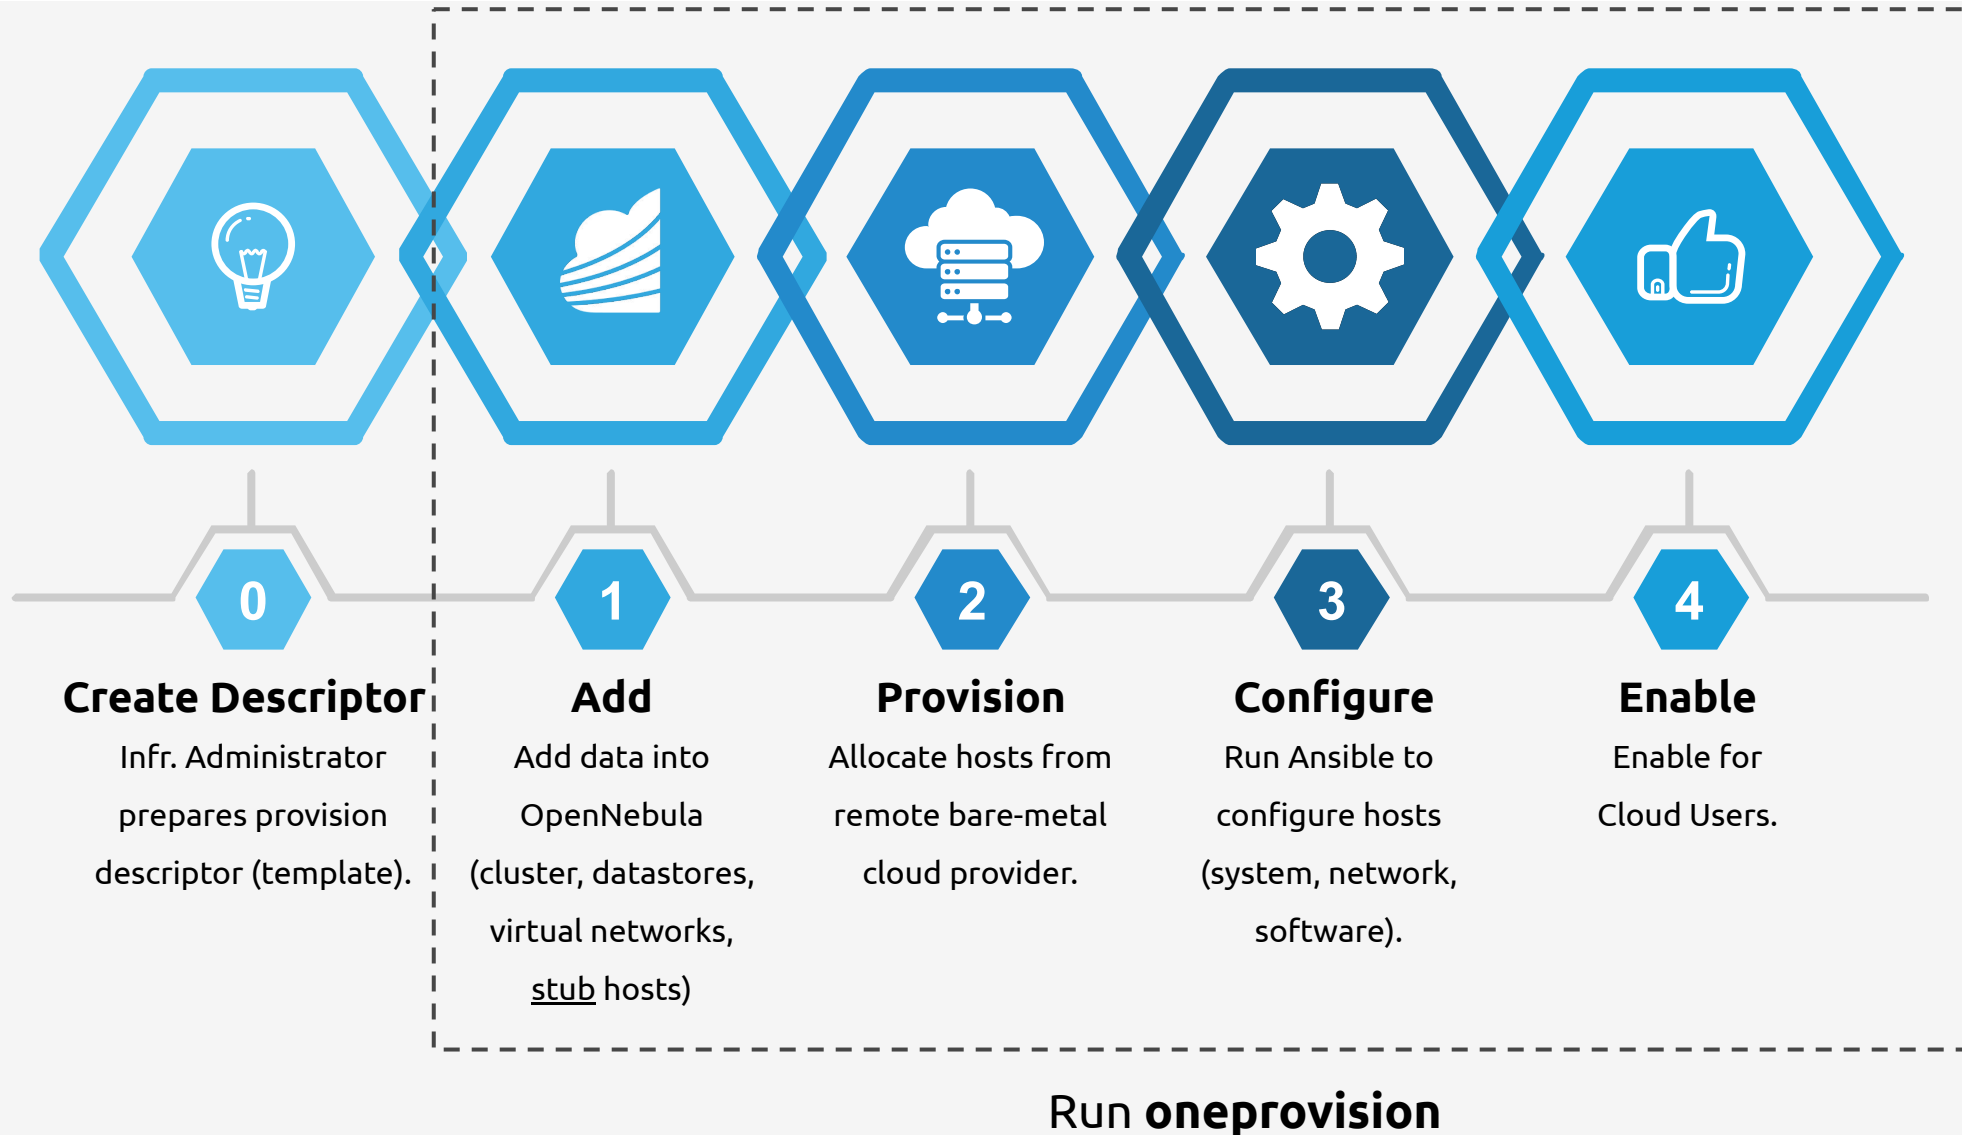 0
Create Descriptor
Infr. Administrator
prepares provision
descriptor (template).
1
Add
Add data into
OpenNebula
(cluster, datastores,
virtual networks,
stub hosts)
2
Provision
Allocate hosts from
remote bare-metal
cloud provider.
3
Configure
Run Ansible to
configure hosts
(system, network,
software).
4
Enable
Enable for
Cloud Users.
Run oneprovision